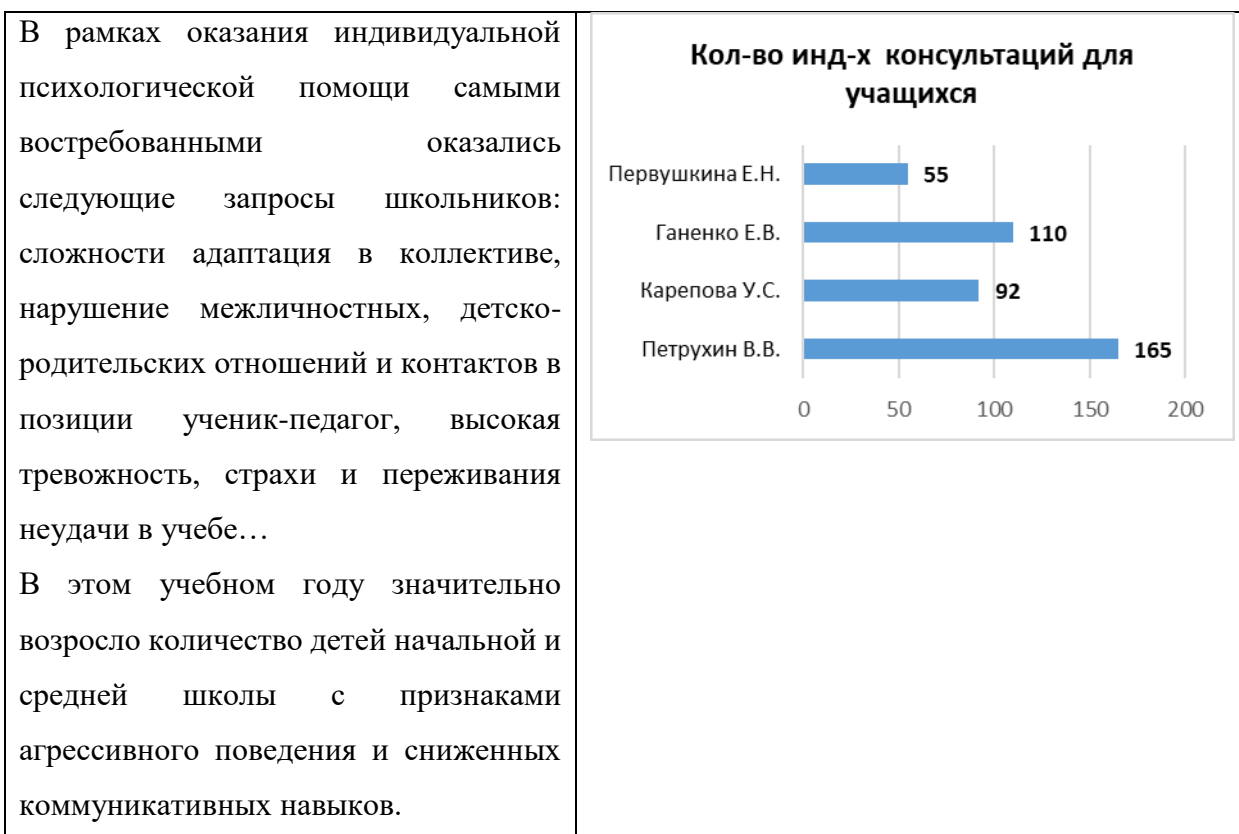 В рамках оказания индивидуальной
психологической помощи самыми
востребованными оказались
следующие запросы школьников:
сложности адаптация в коллективе,
нарушение межличностных, детско-
родительских отношений и контактов в
позиции ученик-педагог, высокая
тревожность, страхи и переживания
неудачи в учебе…
В этом учебном году значительно
возросло количество детей начальной и
средней школы с признаками
агрессивного поведения и сниженных
коммуникативных навыков.
Кол-во инд-х консультаций для
учащихся
Первушкина Е.Н. 55
Ганенко Е.В. 110
Карепова У.С. 92
Петрухин В.В. 165
0 50 100 150 200